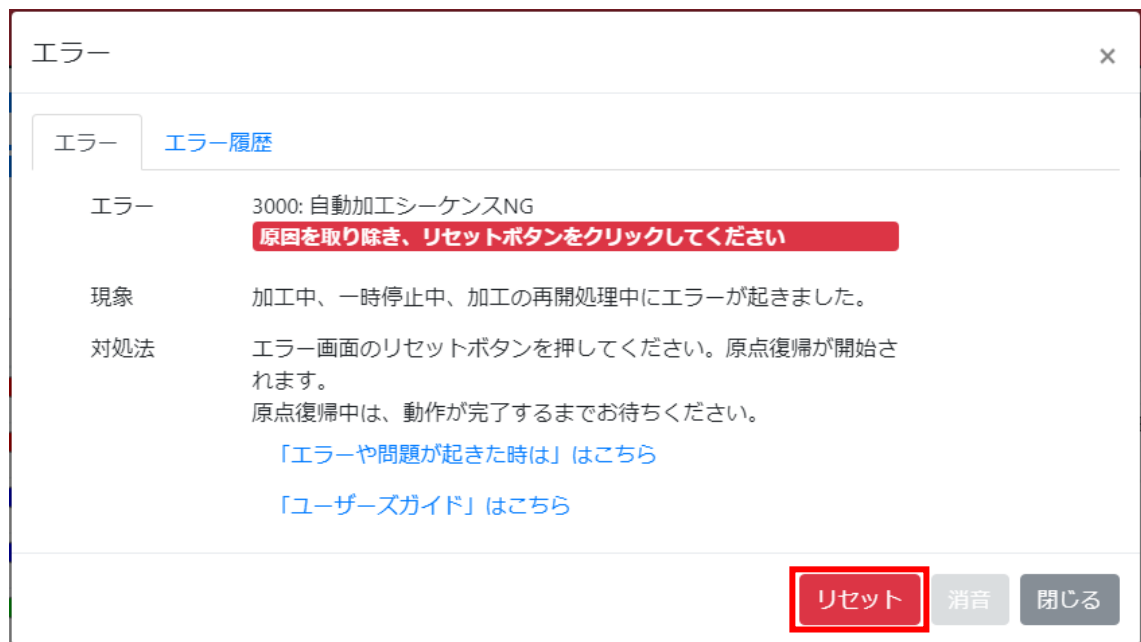 エラー
×
エラー エラー履歴
エラー 3000: 自動加工シーケンスNG
原因を取り除き、リセットボタンをクリックしてください
現象 加工中、一時停止中、加工の再開処理中にエラーが起きました。
対処法 エラー画面のリセットボタンを押してください。原点復帰が開始さ
れます。
原点復帰中は、動作が完了するまでお待ちください。
「エラーや問題が起きた時は」はこちら
「ユーザーズガイド」はこちら
リセット 消音 閉じる